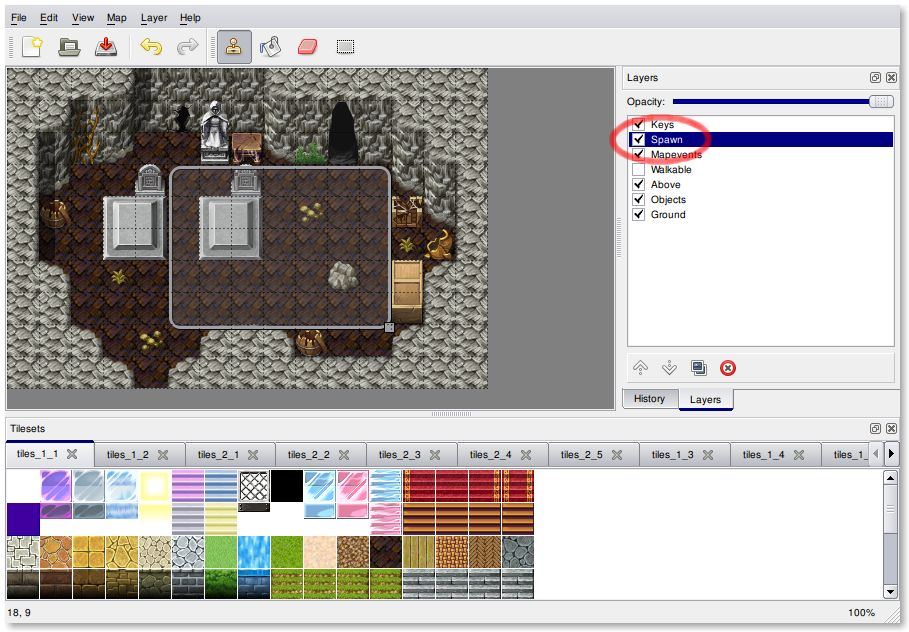 File Edit View Map Layer Help
Layers
Opacity:
Keys
Spawn
Mapevents
Walkable
Above
Objects
Ground
History Layers
Tilesets
tiles_1_1 tiles_1_2 tiles_2_1 tiles_2_2 tiles_2_3 tiles_2_4 tiles_2_5 tiles_1_3 tiles_1_4 tiles_1_
18, 9 100%